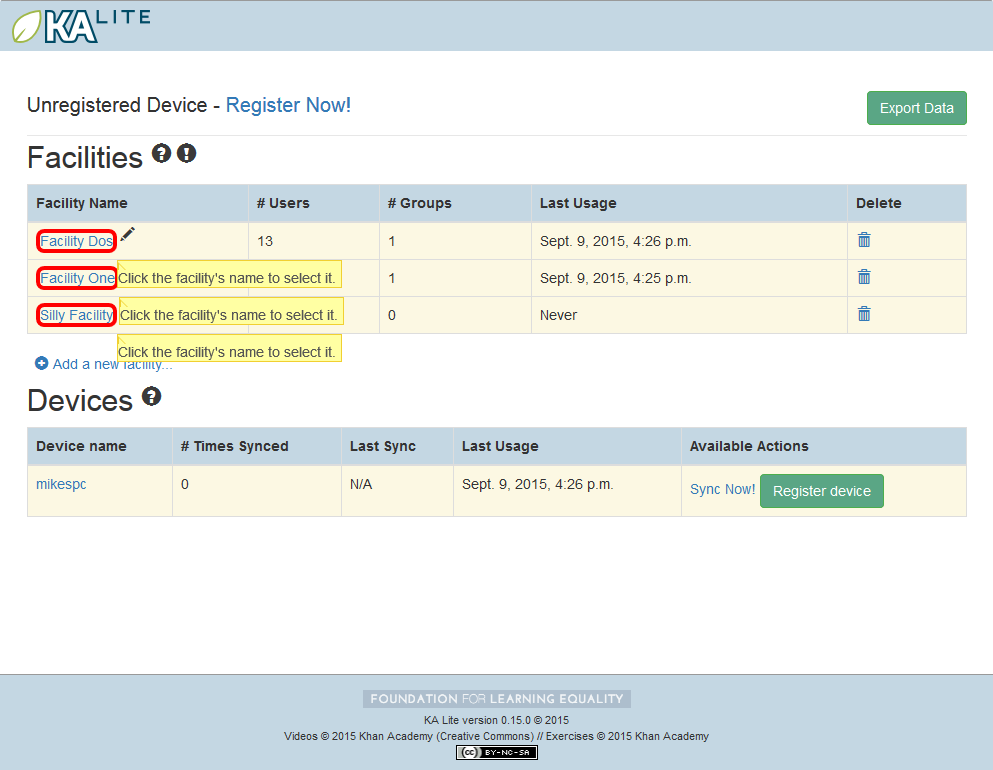 KA LITE
Unregistered Device - Register Now!
Export Data
Facilities
Facility Name # Users # Groups Last Usage Delete
Facility Dos 13 1 Sept. 9, 2015, 4:26 p.m.
Facility One Click the facility's name to select it. 1 Sept. 9, 2015, 4:25 p.m.
Silly Facility Click the facility's name to select it. 0 Never
Click the facility's name to select it.
Add a new facility...
Devices
Device name # Times Synced Last Sync Last Usage Available Actions
mikespc 0 N/A Sept. 9, 2015, 4:26 p.m. Sync Now! Register device
FOUNDATION FOR LEARNING EQUALITY
KA Lite version 0.15.0 © 2015
Videos © 2015 Khan Academy (Creative Commons) // Exercises © 2015 Khan Academy
cc BY-NC-SA